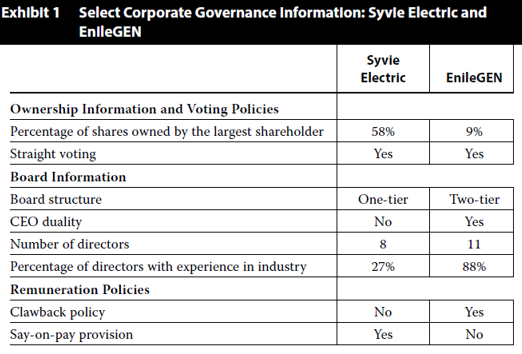 Exhibit 1 Select Corporate Governance Information: Syvie Electric and
EnileGEN
Syvie
Electric EnileGEN
Ownership Information and Voting Policies
Percentage of shares owned by the largest shareholder 58% 9%
Straight voting Yes Yes
Board Information
Board structure One-tier Two-tier
CEO duality No Yes
Number of directors 8 11
Percentage of directors with experience in industry 27% 88%
Remuneration Policies
Clawback policy No Yes
Say-on-pay provision Yes No